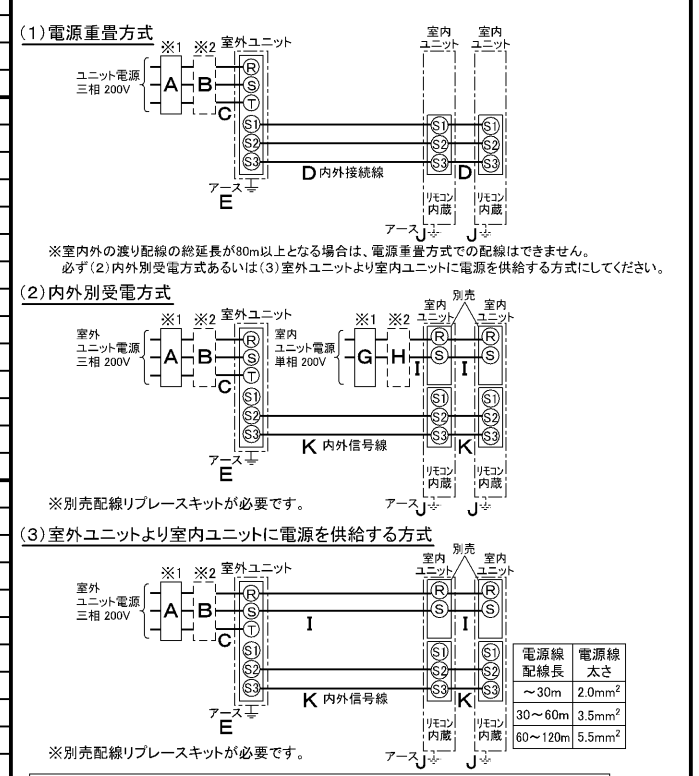 (1)電源重畳方式
※1 ※2 室外ユニット
室内
ユニット
室内
ユニット
ユニット電源
三相 200V
A
B
C
R
S
T
S1
S2
S3
S1
S2
S3
S1
S2
S3
D 内外接続線
D
アース
E
リモコン
内蔵
リモコン
内蔵
アース J
J
※室内外の渡り配線の総延長が80m以上となる場合は、電源重畳方式での配線はできません。
必ず(2)内外別受電方式あるいは(3)室外ユニットより室内ユニットに電源を供給する方式にしてください。
(2)内外別受電方式
※1 ※2 室外ユニット
※1 ※2
室内
ユニット
別売
室内
ユニット
室外
ユニット電源
三相 200V
A
B
C
R
S
T
S1
S2
S3
室内
ユニット電源
単相 200V
G
H
I
I
R
S
R
S
S1
S2
S3
S1
S2
S3
K 内外信号線
K
アース
E
リモコン
内蔵
リモコン
内蔵
※別売配線リプレースキットが必要です。
アース J
J
(3)室外ユニットより室内ユニットに電源を供給する方式
※1 ※2 室外ユニット
室内
ユニット
別売
室内
ユニット
室外
ユニット電源
三相 200V
A
B
C
R
S
T
S1
S2
S3
I
I
R
S
R
S
S1
S2
S3
S1
S2
S3
K 内外信号線
K
アース
E
リモコン
内蔵
リモコン
内蔵
※別売配線リプレースキットが必要です。
アース J
J
電源線
配線長
電源線
太さ
~30m 2.0mm²
30~60m 3.5mm²
60~120m 5.5mm²